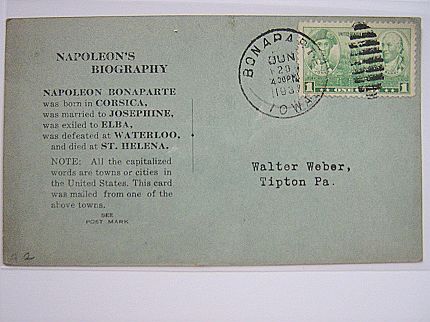 NAPOLEON'S
BIOGRAPHY
NAPOLEON BONAPARTE
was born in CORSICA,
was married to JOSEPHINE,
was exiled to ELBA,
was defeated at WATERLOO,
and died at ST. HELENA.
NOTE: All the capitalized
words are towns or cities in
the United States. This card
was mailed from one of the
above towns.
SEE
POST MARK
BONAPARTE
JUN
29
4 30 PM
193
IOWA
1
1
Walter Weber,
Tipton Pa.